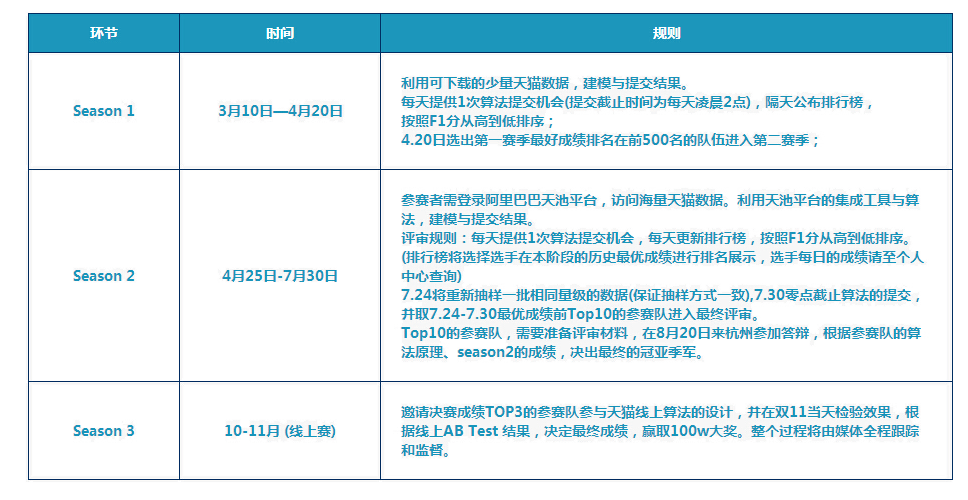 环节 时间 规则
Season 1
3月10日—4月20日
利用可下载的少量天猫数据，建模与提交结果。
每天提供1次算法提交机会(提交截止时间为每天凌晨2点)，隔天公布排行榜，
按照F1分从高到低排序；
4.20日选出第一赛季最好成绩排名在前500名的队伍进入第二赛季；
Season 2
4月25日-7月30日
参赛者需登录阿里巴巴天池平台，访问海量天猫数据。利用天池平台的集成工具与算
法，建模与提交结果。
评审规则：每天提供1次算法提交机会，每天更新排行榜，按照F1分从高到低排序。
(排行榜将选择选手在本阶段的历史最优成绩进行排名展示，选手每日的成绩请至个人
中心查询)
7.24将重新抽样一批相同量级的数据(保证抽样方式一致),7.30零点截止算法的提交，
并取7.24-7.30最优成绩前Top10的参赛队进入最终评审。
Top10的参赛队，需要准备评审材料，在8月20日来杭州参加答辩，根据参赛队的算
法原理、season2的成绩，决出最终的冠亚季军。
Season 3
10-11月 (线上赛)
邀请决赛成绩TOP3的参赛队参与天猫线上算法的设计，并在双11当天检验效果，根
据线上AB Test 结果，决定最终成绩，赢取100w大奖。整个过程将由媒体全程跟踪
和监督。